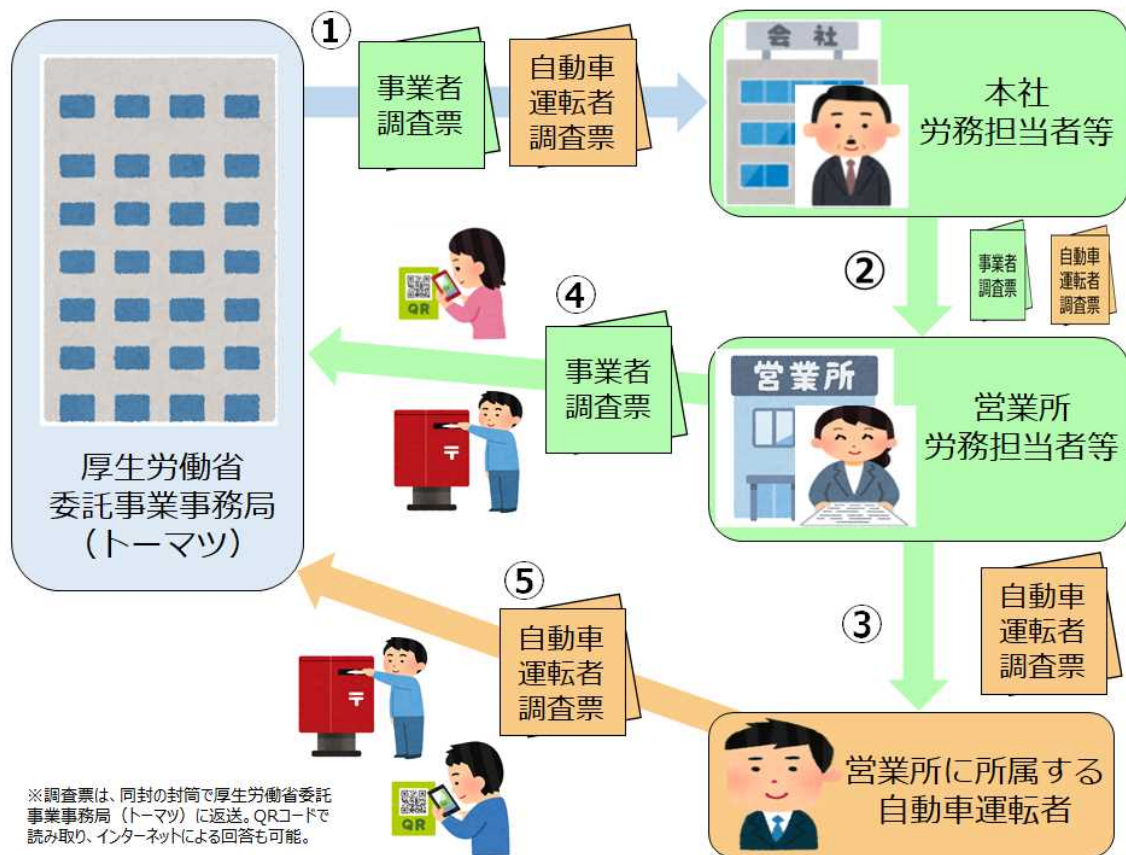 ①
事業者
調査票
自動車
運転者
調査票
会社
本社
労務担当者等
②
事業者
調査票
自動車
運転者
調査票
④
QR
事業者
調査票
〒
営業所
営業所
労務担当者等
厚生労働省
委託事業事務局
（トーマツ）
⑤
自動車
運転者
調査票
③
自動車
運転者
調査票
〒
QR
営業所に所属する
自動車運転者
※調査票は、同封の封筒で厚生労働省委託
事業事務局（トーマツ）に返送。QRコードで
読み取り、インターネットによる回答も可能。